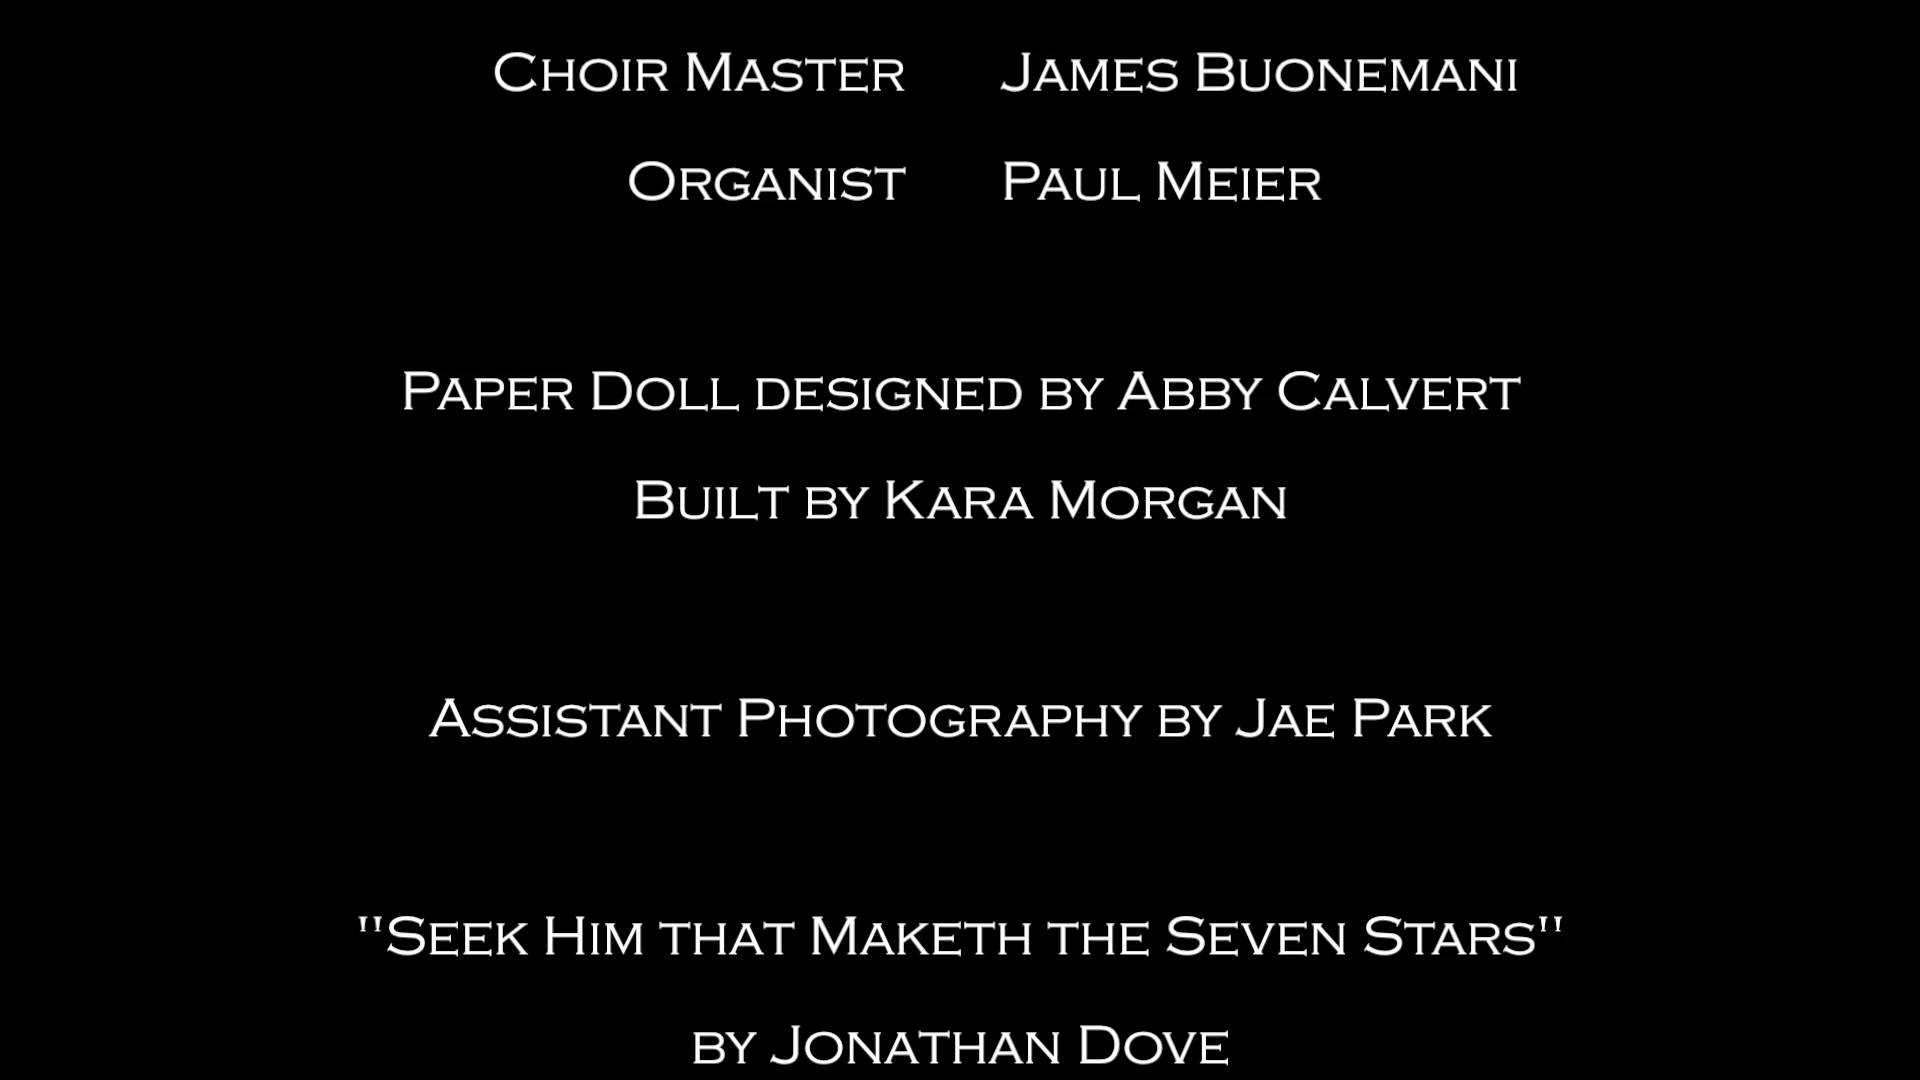 Choir Master James Buonemani
Organist Paul Meier
Paper Doll designed by Abby Calvert
Built by Kara Morgan
Assistant Photography by Jae Park
"Seek Him that Maketh the Seven Stars"
by Jonathan Dove